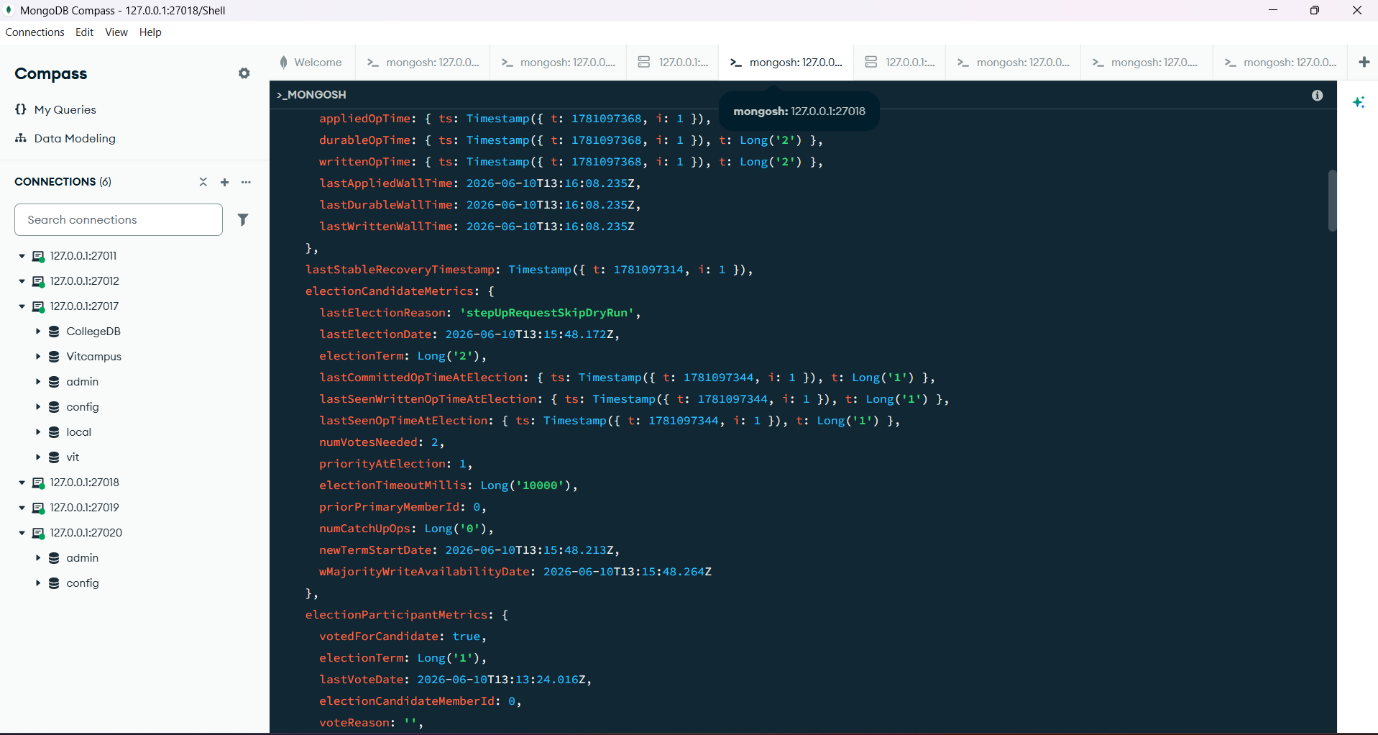 MongoDB Compass - 127.0.0.1:27018/Shell
Connections Edit View Help
Compass
My Queries
Data Modeling
CONNECTIONS (6)
Search connections
127.0.0.1:27011
127.0.0.1:27012
127.0.0.1:27017
CollegeDB
Vitcampus
admin
config
local
vit
127.0.0.1:27018
127.0.0.1:27019
127.0.0.1:27020
admin
config
Welcome
>_ mongosh: 127.0.0...
>_ mongosh: 127.0.0....
127.0.0.1:...
>_ mongosh: 127.0.0...
127.0.0.1:...
>_ mongosh: 127.0.0...
>_ mongosh: 127.0....
>_ mongosh: 127.0.0...
>_MONGOSH
mongosh: 127.0.0.1:27018
appliedOpTime: { ts: Timestamp({ t: 1781097368, i: 1 }),
durableOpTime: { ts: Timestamp({ t: 1781097368, i: 1 }), t: Long('2') },
writtenOpTime: { ts: Timestamp({ t: 1781097368, i: 1 }), t: Long('2') },
lastAppliedWallTime: 2026-06-10T13:16:08.235Z,
lastDurableWallTime: 2026-06-10T13:16:08.235Z,
lastWrittenWallTime: 2026-06-10T13:16:08.235Z
},
lastStableRecoveryTimestamp: Timestamp({ t: 1781097314, i: 1 }),
electionCandidateMetrics: {
lastElectionReason: 'stepUpRequestSkipDryRun',
lastElectionDate: 2026-06-10T13:15:48.172Z,
electionTerm: Long('2'),
lastCommittedOpTimeAtElection: { ts: Timestamp({ t: 1781097344, i: 1 }), t: Long('1') },
lastSeenWrittenOpTimeAtElection: { ts: Timestamp({ t: 1781097344, i: 1 }), t: Long('1') },
lastSeenOpTimeAtElection: { ts: Timestamp({ t: 1781097344, i: 1 }), t: Long('1') },
numVotesNeeded: 2,
priorityAtElection: 1,
electionTimeoutMillis: Long('10000'),
priorPrimaryMemberId: 0,
numCatchUpOps: Long('0'),
newTermStartDate: 2026-06-10T13:15:48.213Z,
wMajorityWriteAvailabilityDate: 2026-06-10T13:15:48.264Z
},
electionParticipantMetrics: {
votedForCandidate: true,
electionTerm: Long('1'),
lastVoteDate: 2026-06-10T13:13:24.016Z,
electionCandidateMemberId: 0,
voteReason: '',